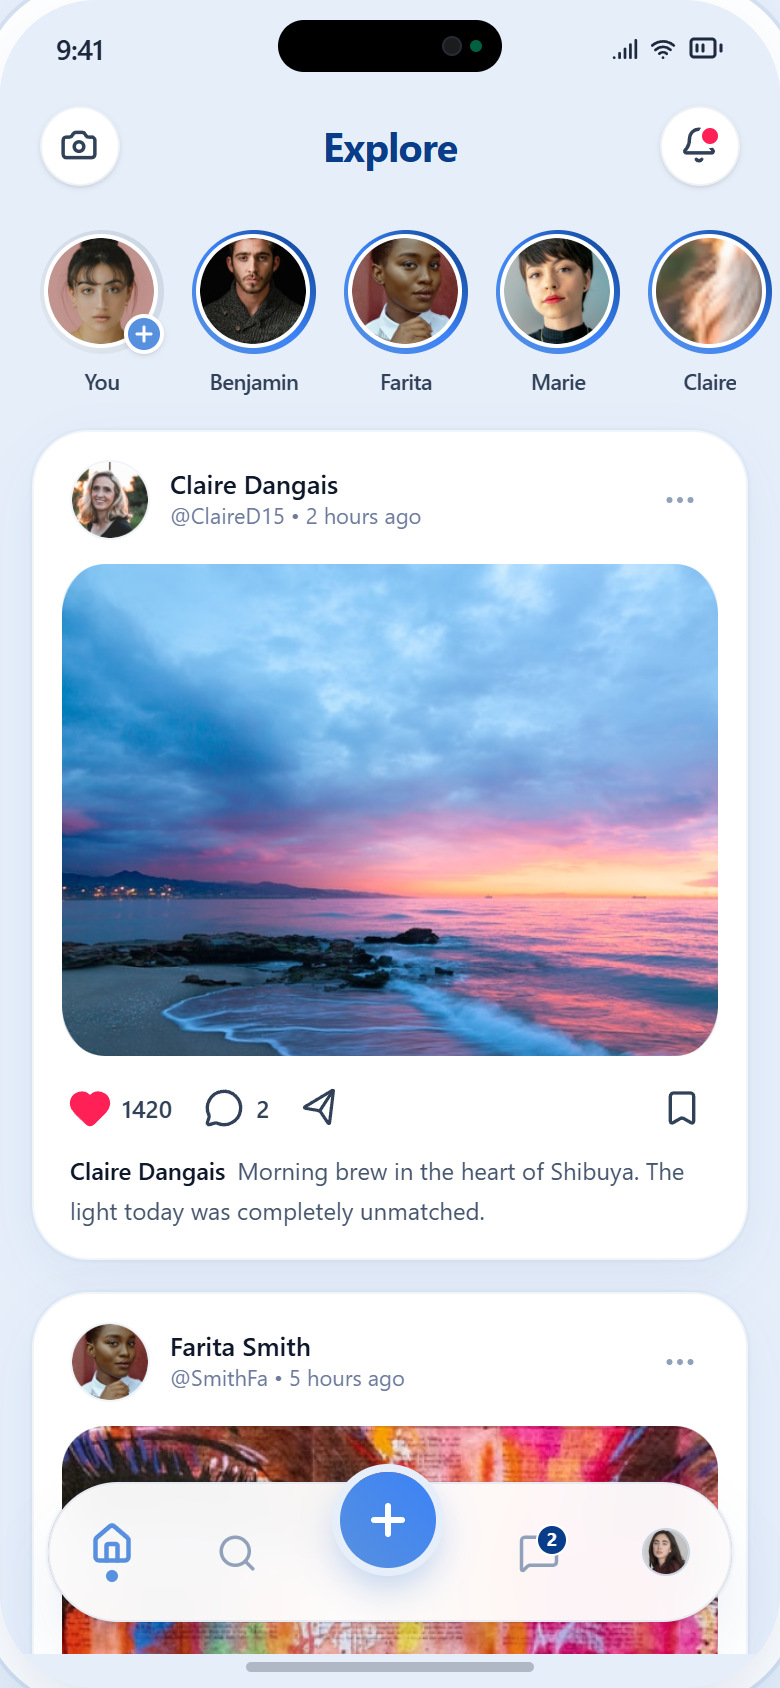 9:41
Explore
You
Benjamin
Farita
Marie
Claire
Claire Dangais
@ClaireD15 • 2 hours ago
1420
2
Claire Dangais Morning brew in the heart of Shibuya. The
light today was completely unmatched.
Farita Smith
@SmithFa • 5 hours ago
2